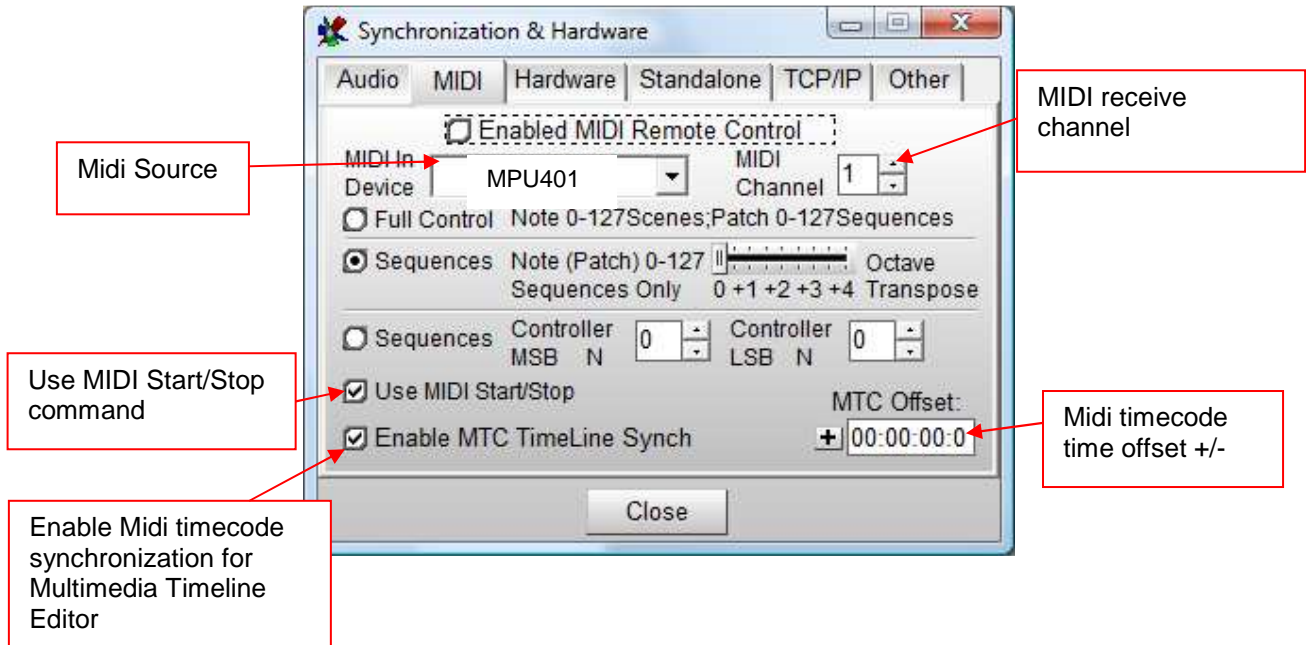 Synchronization & Hardware
Audio MIDI Hardware Standalone TCP/IP Other
Enabled MIDI Remote Control
MIDI In
Device
MPU401
MIDI
Channel
1
Full Control Note 0-127Scenes;Patch 0-127Sequences
Sequences Note (Patch) 0-127 Octave
Sequences Only 0 +1 +2 +3 +4 Transpose
Sequences
Controller
MSB N
0
Controller
LSB N
0
Use MIDI Start/Stop
MTC Offset:
Enable MTC TimeLine Synch + 00:00:00:0
Close
Midi Source
MIDI receive
channel
Use MIDI Start/Stop
command
Midi timecode
time offset +/-
Enable Midi timecode
synchronization for
Multimedia Timeline
Editor